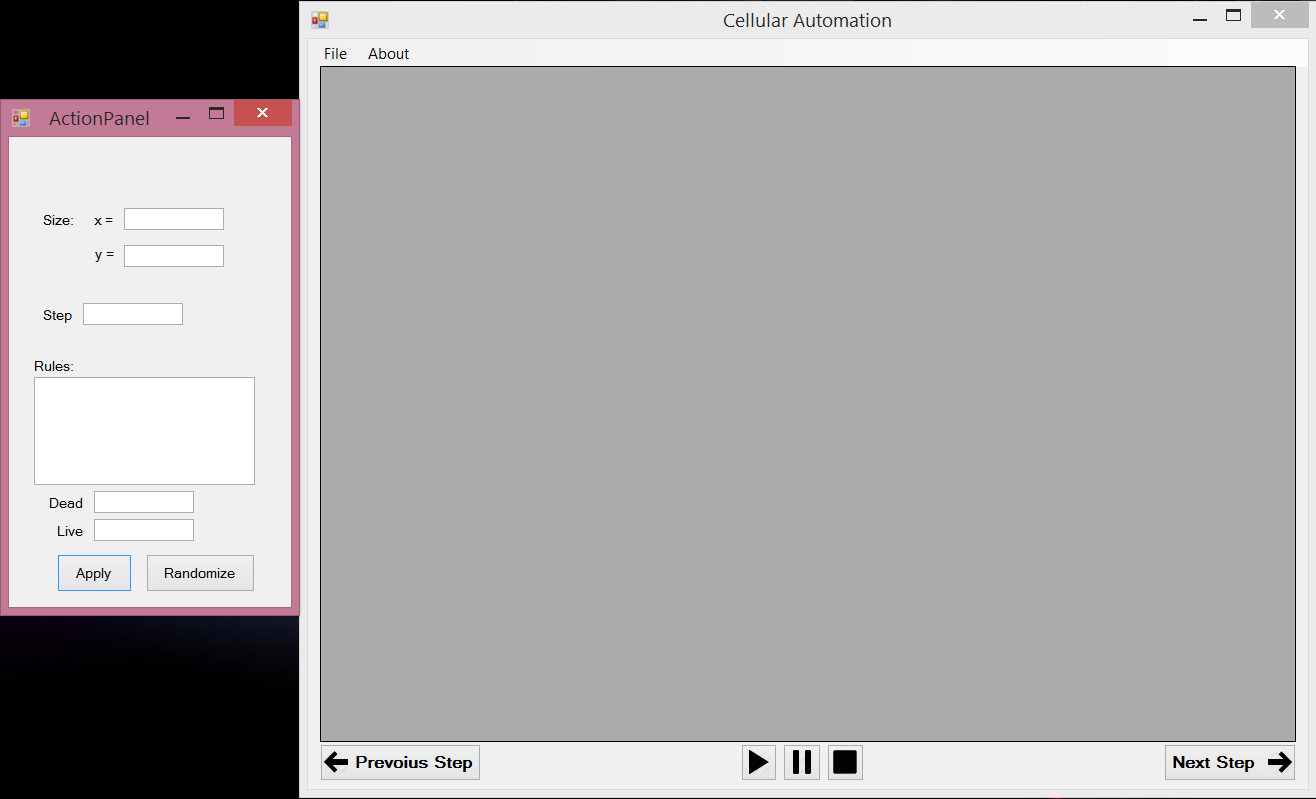 Cellular Automation
File About
ActionPanel
Size: x =
y =
Step
Rules:
Dead
Live
Apply Randomize
Prevoius Step Next Step